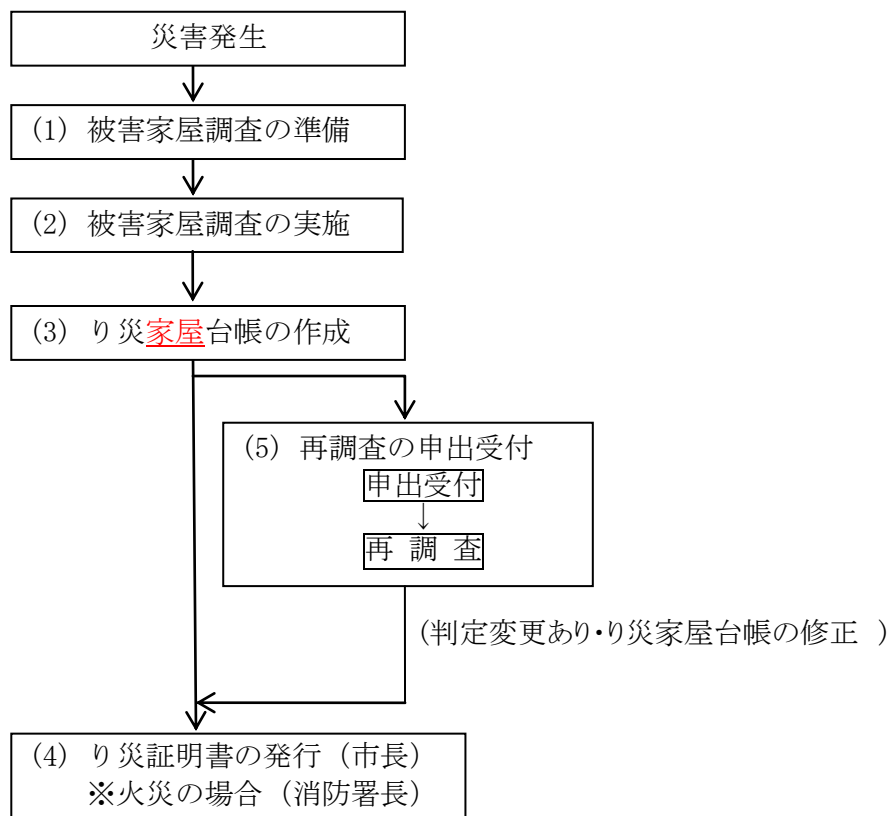 災害発生
(1) 被害家屋調査の準備
(2) 被害家屋調査の実施
(3) り災家屋台帳の作成
(5) 再調査の申出受付
申出受付
↓
再 調 査
(判定変更あり・り災家屋台帳の修正 )
(4) り災証明書の発行（市長）
※火災の場合（消防署長）